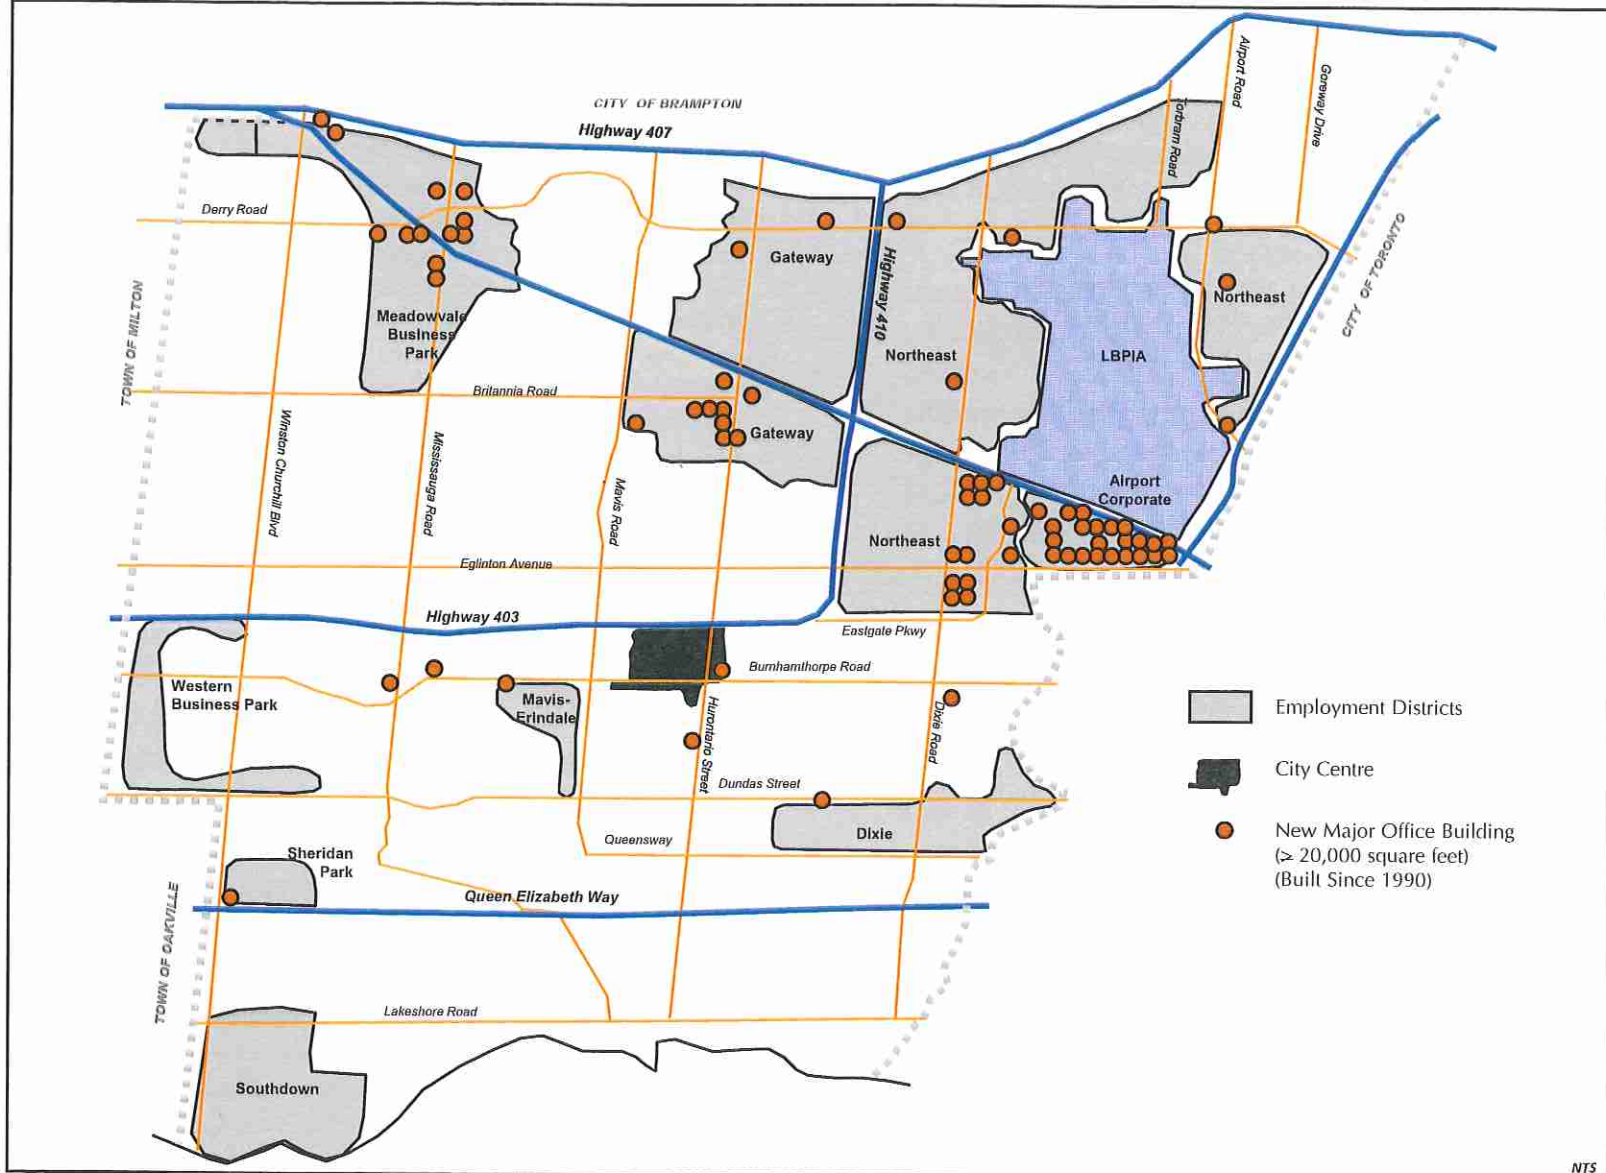 CITY OF BRAMPTON
Highway 407
Airport Road
Goreway Drive
Torbram Road
Derry Road
Gateway
Highway 410
Northeast
CITY OF TORONTO
TOWN OF MILTON
Meadowvale
Business
Park
Northeast
LBPIA
Britannia Road
Winston Churchill Blvd
Mississauga Road
Gateway
Mavis Road
Airport
Corporate
Northeast
Eglinton Avenue
Highway 403
Eastgate Pkwy
Burnhamthorpe Road
Western
Business Park
Mavis-
Erindale
Hurontario Street
Dixie Road
Employment Districts
City Centre
Dundas Street
New Major Office Building
(≥ 20,000 square feet)
(Built Since 1990)
Queensway
Dixie
Sheridan
Park
Queen Elizabeth Way
TOWN OF OAKVILLE
Lakeshore Road
Southdown
NTS